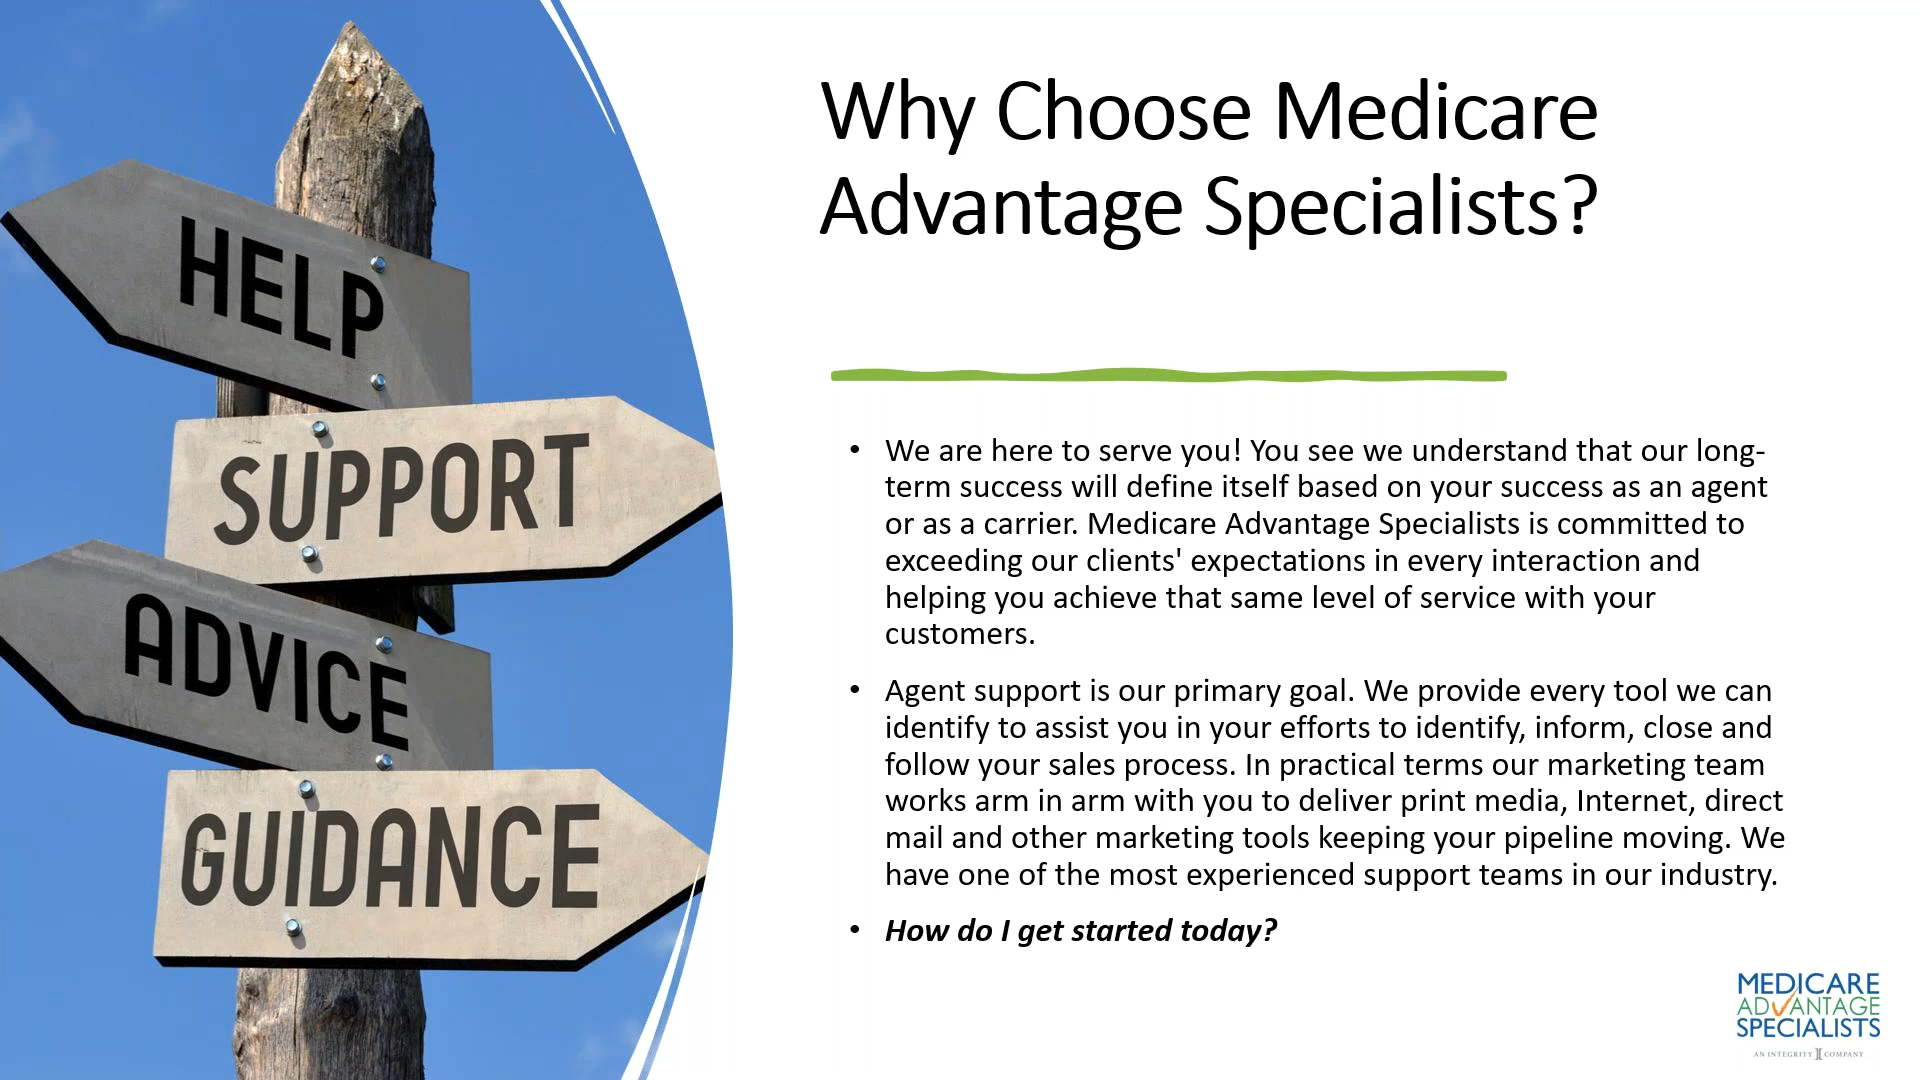 HELP
SUPPORT
ADVICE
GUIDANCE
Why Choose Medicare
Advantage Specialists?
• We are here to serve you! You see we understand that our long-
term success will define itself based on your success as an agent
or as a carrier. Medicare Advantage Specialists is committed to
exceeding our clients' expectations in every interaction and
helping you achieve that same level of service with your
customers.
• Agent support is our primary goal. We provide every tool we can
identify to assist you in your efforts to identify, inform, close and
follow your sales process. In practical terms our marketing team
works arm in arm with you to deliver print media, Internet, direct
mail and other marketing tools keeping your pipeline moving. We
have one of the most experienced support teams in our industry.
• How do I get started today?
MEDICARE
ADVANTAGE
SPECIALISTS
AN INTEGRITY COMPANY